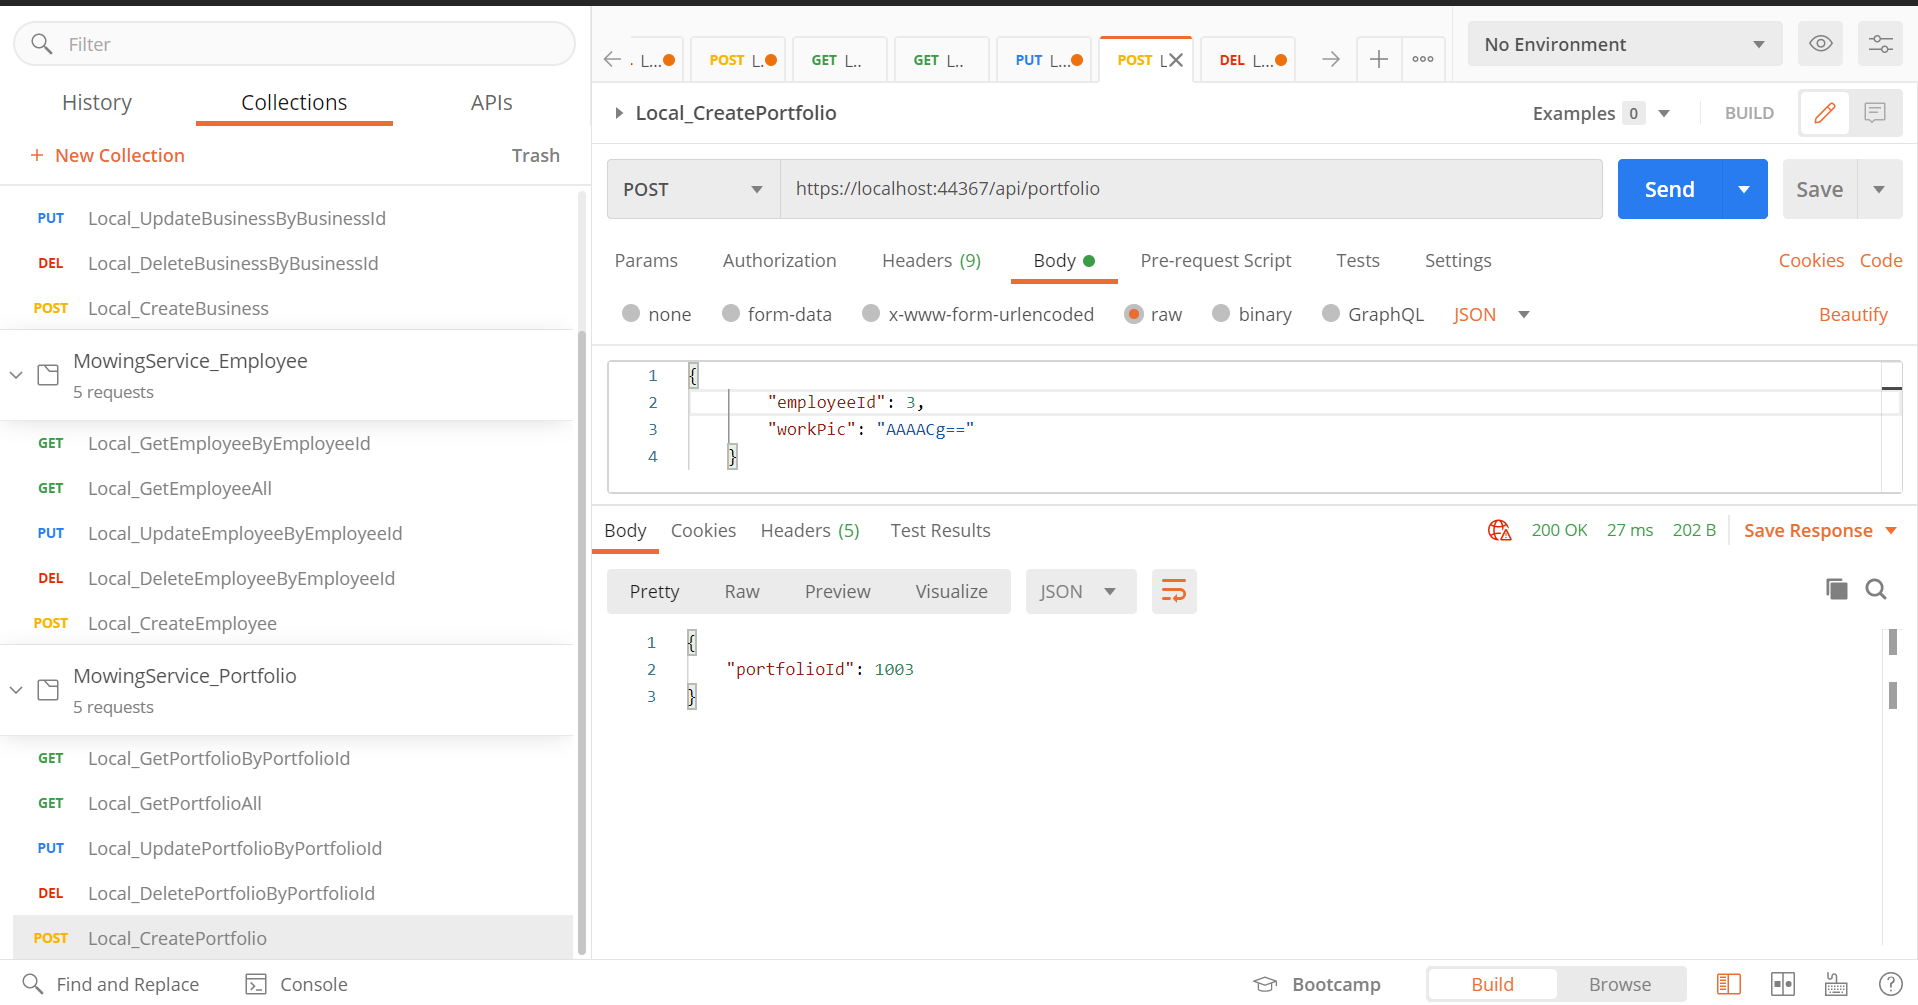 Filter
History Collections APIs
+ New Collection Trash
PUT Local_UpdateBusinessByBusinessId
DEL Local_DeleteBusinessByBusinessId
POST Local_CreateBusiness
MowingService_Employee
5 requests
GET Local_GetEmployeeByEmployeeId
GET Local_GetEmployeeAll
PUT Local_UpdateEmployeeByEmployeeId
DEL Local_DeleteEmployeeByEmployeeId
POST Local_CreateEmployee
MowingService_Portfolio
5 requests
GET Local_GetPortfolioByPortfolioId
GET Local_GetPortfolioAll
PUT Local_UpdatePortfolioByPortfolioId
DEL Local_DeletePortfolioByPortfolioId
POST Local_CreatePortfolio
L... POST L. GET L.. GET L.. PUT L... POST L DEL L...
No Environment
Local_CreatePortfolio Examples 0 BUILD
POST https://localhost:44367/api/portfolio Send Save
Params Authorization Headers (9) Body Pre-request Script Tests Settings Cookies Code
none form-data x-www-form-urlencoded raw binary GraphQL JSON Beautify
1 {
2 "employeeId": 3,
3 "workPic": "AAAACg=="
4 }
Body Cookies Headers (5) Test Results 200 OK 27 ms 202 B Save Response
Pretty Raw Preview Visualize JSON
1 {
2 "portfolioId": 1003
3 }
Find and Replace Console Bootcamp Build Browse